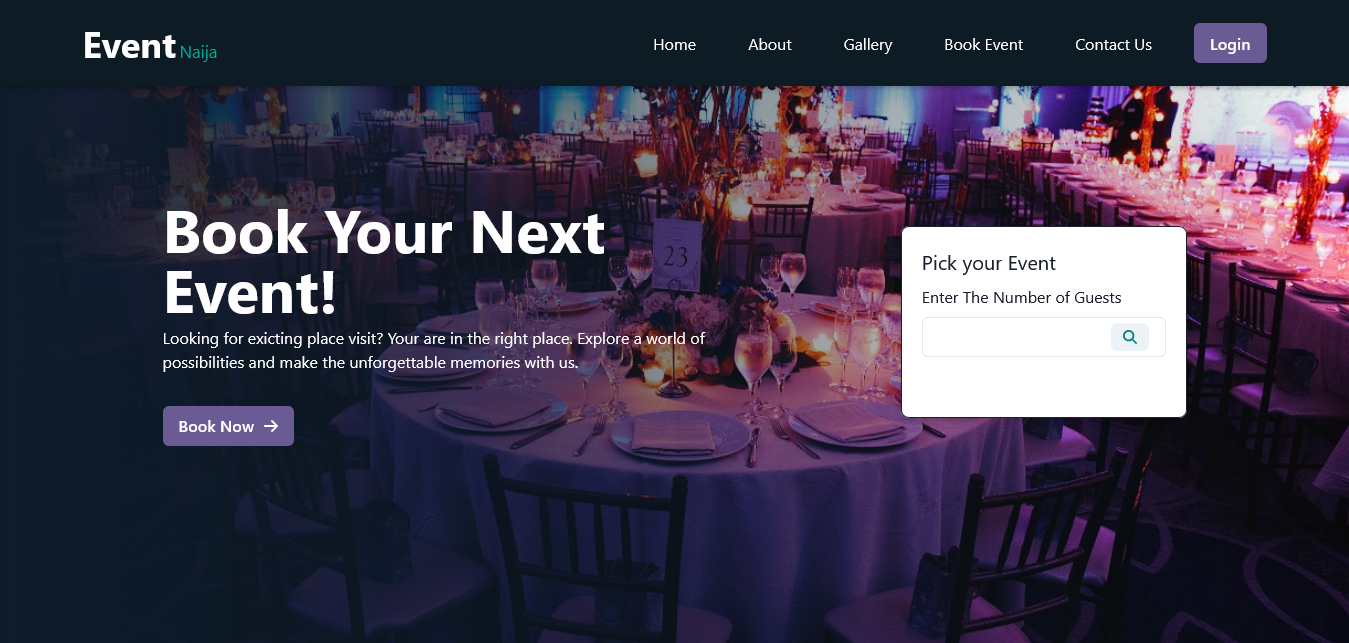 Event Naija
Home
About
Gallery
Book Event
Contact Us
Login
Book Your Next
Event!
Looking for exicting place visit? Your are in the right place. Explore a world of
possibilities and make the unforgettable memories with us.
Book Now
Pick your Event
Enter The Number of Guests
23
11